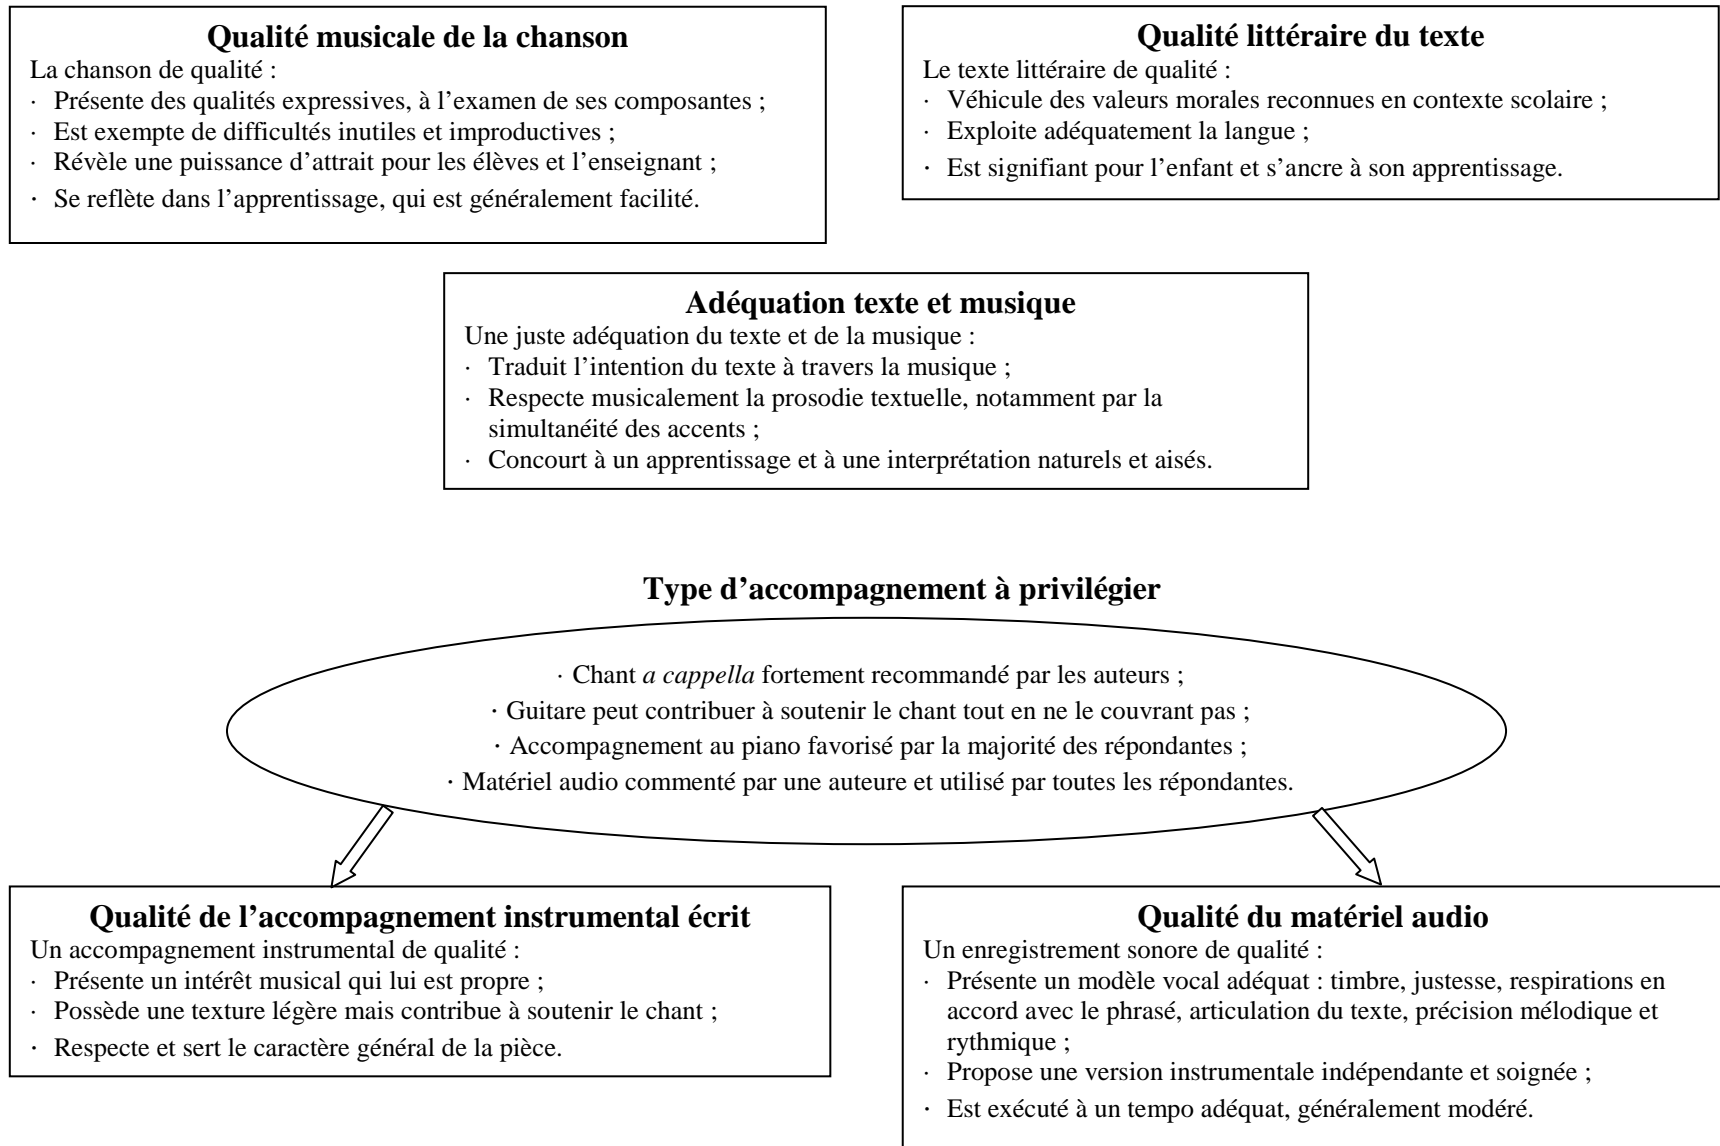 Qualité musicale de la chanson
La chanson de qualité :
· Présente des qualités expressives, à l’examen de ses composantes ;
· Est exempte de difficultés inutiles et improductives ;
· Révèle une puissance d’attrait pour les élèves et l’enseignant ;
· Se reflète dans l’apprentissage, qui est généralement facilité.
Qualité littéraire du texte
Le texte littéraire de qualité :
· Véhicule des valeurs morales reconnues en contexte scolaire ;
· Exploite adéquatement la langue ;
· Est signifiant pour l’enfant et s’ancre à son apprentissage.
Adéquation texte et musique
Une juste adéquation du texte et de la musique :
· Traduit l’intention du texte à travers la musique ;
· Respecte musicalement la prosodie textuelle, notamment par la
simultanéité des accents ;
· Concourt à un apprentissage et à une interprétation naturels et aisés.
Type d’accompagnement à privilégier
· Chant a cappella fortement recommandé par les auteurs ;
· Guitare peut contribuer à soutenir le chant tout en ne le couvrant pas ;
· Accompagnement au piano favorisé par la majorité des répondantes ;
· Matériel audio commenté par une auteure et utilisé par toutes les répondantes.
Qualité de l’accompagnement instrumental écrit
Un accompagnement instrumental de qualité :
· Présente un intérêt musical qui lui est propre ;
· Possède une texture légère mais contribue à soutenir le chant ;
· Respecte et sert le caractère général de la pièce.
Qualité du matériel audio
Un enregistrement sonore de qualité :
· Présente un modèle vocal adéquat : timbre, justesse, respirations en
accord avec le phrasé, articulation du texte, précision mélodique et
rythmique ;
· Propose une version instrumentale indépendante et soignée ;
· Est exécuté à un tempo adéquat, généralement modéré.